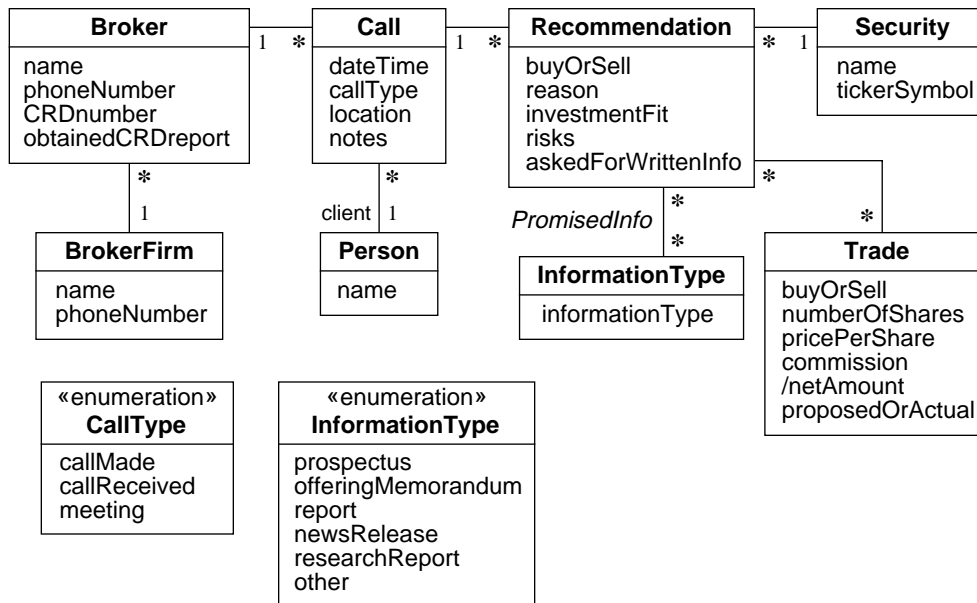 Broker
name
phoneNumber
CRDnumber
obtainedCRDreport
1
*
Call
dateTime
callType
location
notes
1
*
Recommendation
buyOrSell
reason
investmentFit
risks
askedForWrittenInfo
*
1
Security
name
tickerSymbol
*
1
BrokerFirm
name
phoneNumber
*
client 1
Person
name
*
PromisedInfo
*
InformationType
informationType
*
*
Trade
buyOrSell
numberOfShares
pricePerShare
commission
/netAmount
proposedOrActual
«enumeration»
CallType
callMade
callReceived
meeting
«enumeration»
InformationType
prospectus
offeringMemorandum
report
newsRelease
researchReport
other